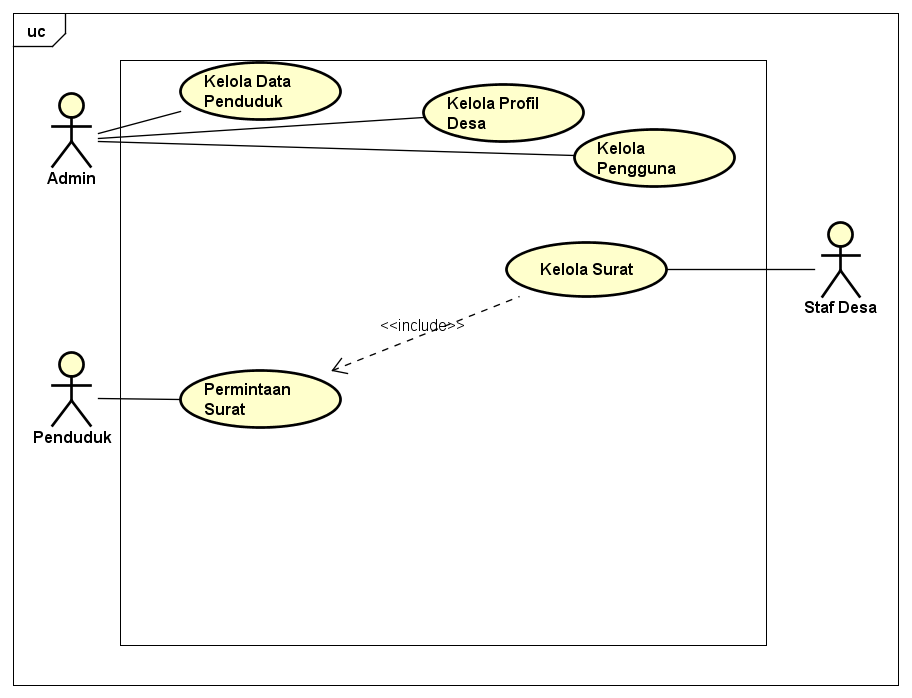 uc
Kelola Data
Penduduk
Kelola Profil
Desa
Kelola
Pengguna
Admin
Kelola Surat
Staf Desa
<<include>>
Permintaan
Surat
Penduduk